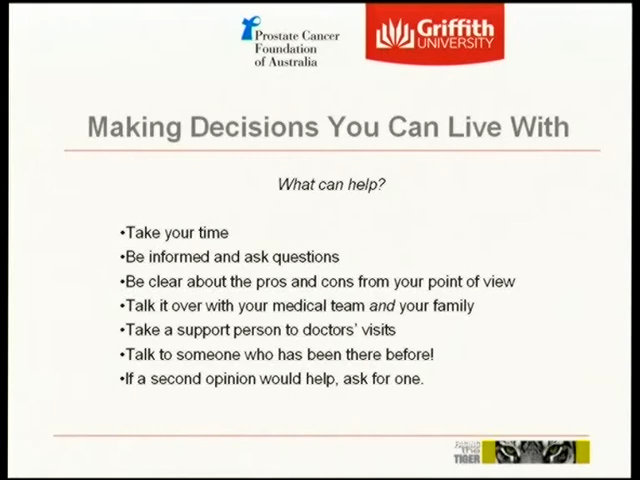 Prostate Cancer
Foundation
of Australia
Griffith
UNIVERSITY
Making Decisions You Can Live With
What can help?
•Take your time
•Be informed and ask questions
•Be clear about the pros and cons from your point of view
•Talk it over with your medical team and your family
•Take a support person to doctors' visits
•Talk to someone who has been there before!
•If a second opinion would help, ask for one.
TIGER